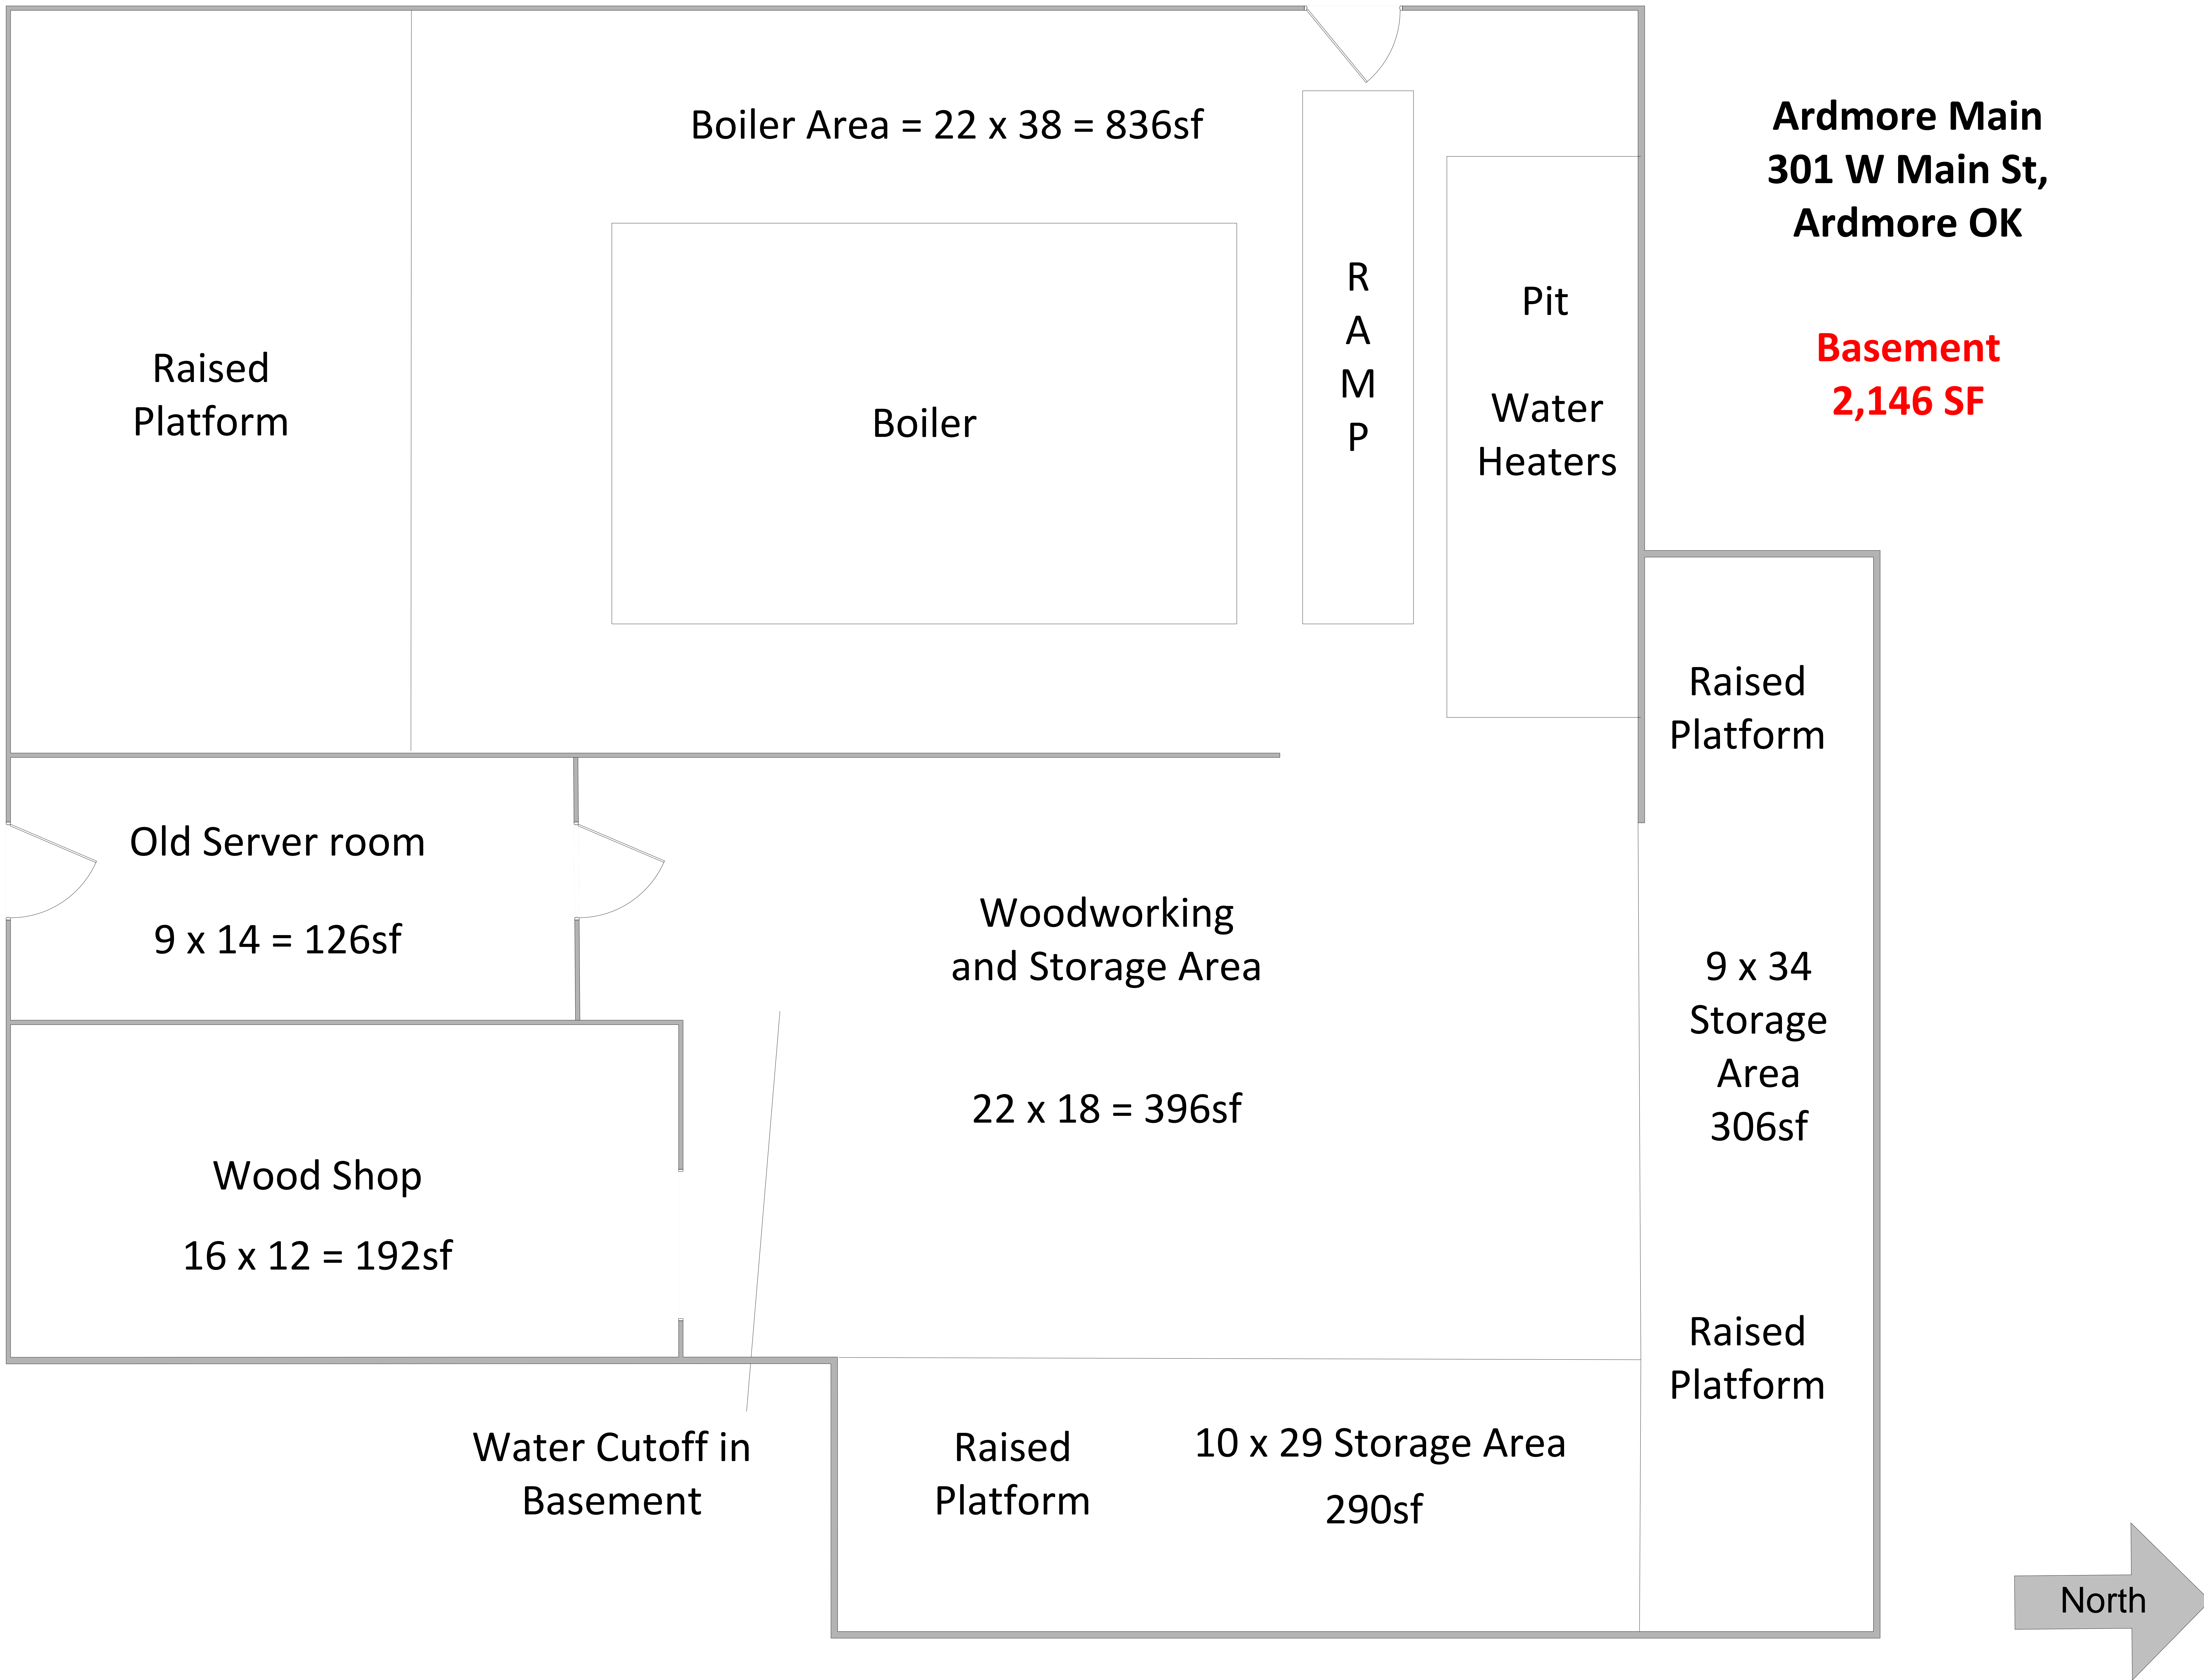 Boiler Area = 22 x 38 = 836sf
Ardmore Main
301 W Main St,
Ardmore OK
Basement
2,146 SF
Raised
Platform
Boiler
R
A
M
P
Pit
Water
Heaters
Raised
Platform
Old Server room
9 x 14 = 126sf
Woodworking
and Storage Area
22 x 18 = 396sf
9 x 34
Storage
Area
306sf
Wood Shop
16 x 12 = 192sf
Raised
Platform
Water Cutoff in
Basement
Raised
Platform
10 x 29 Storage Area
290sf
North